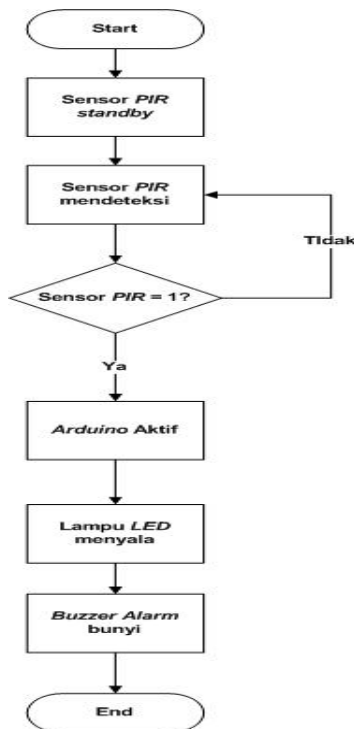 Start
Sensor PIR
standby
Sensor PIR
mendeteksi
TIdak
Sensor PIR = 1?
Ya
Arduino Aktif
Lampu LED
menyala
Buzzer Alarm
bunyi
End